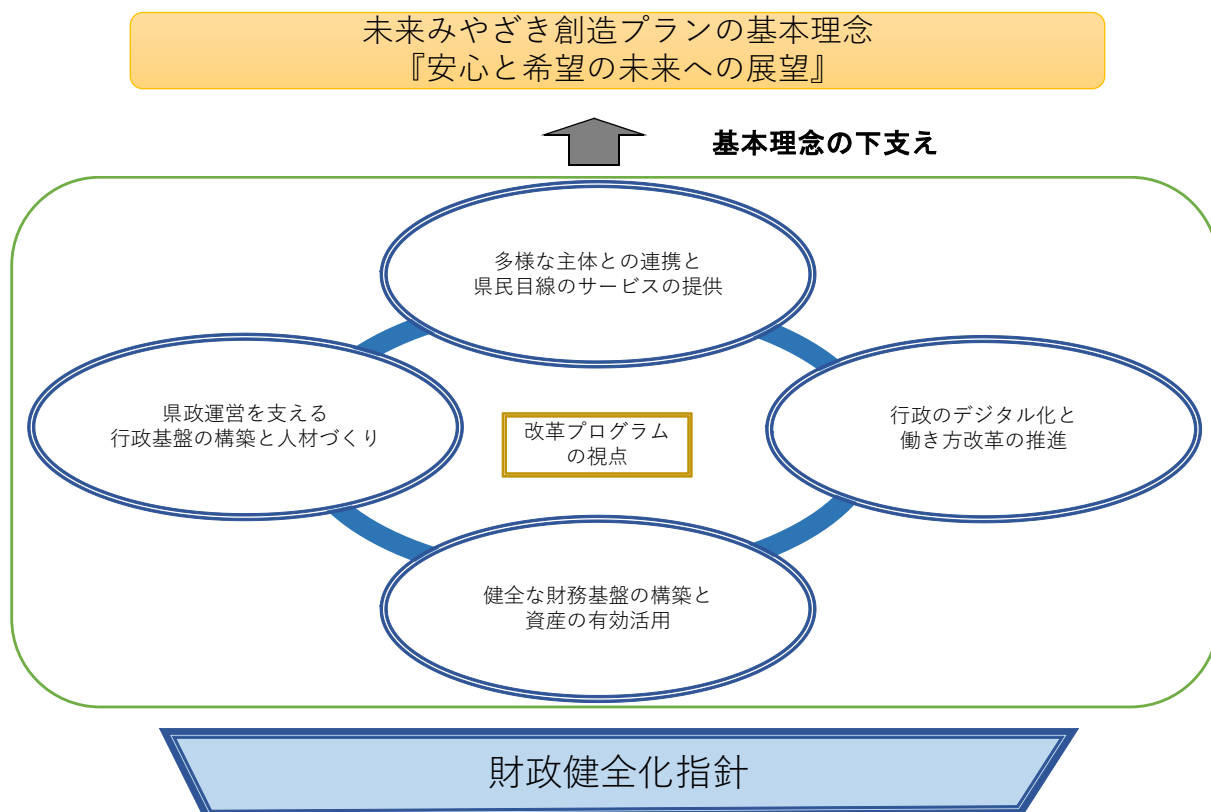 未来みやざき創造プランの基本理念
『安心と希望の未来への展望』
基本理念の下支え
多様な主体との連携と
県民目線のサービスの提供
県政運営を支える
行政基盤の構築と人材づくり
改革プログラム
の視点
行政のデジタル化と
働き方改革の推進
健全な財務基盤の構築と
資産の有効活用
財政健全化指針